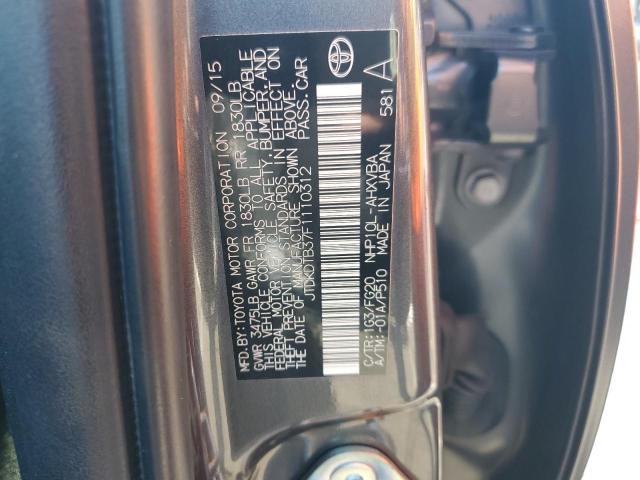 MFD.BY:TOYOTA MOTOR CORPORATION 09/15
GVWR 3475LB GAWR FR 1830LB RR 1830LB
THIS VEHICLE CONFORMS TO ALL APPLICABLE
FEDERAL MOTOR VEHICLE SAFETY, BUMPER, AND
THEFT PREVENTION STANDARDS IN EFFECT ON
THE DATE OF MANUFACTURE SHOWN ABOVE.
JTDKDTB37F1110312 PASS.CAR
C/TR:1G3/FG20 NHP10L-AHXVBA
A/TM:-01A/P510 MADE IN JAPAN 581 A